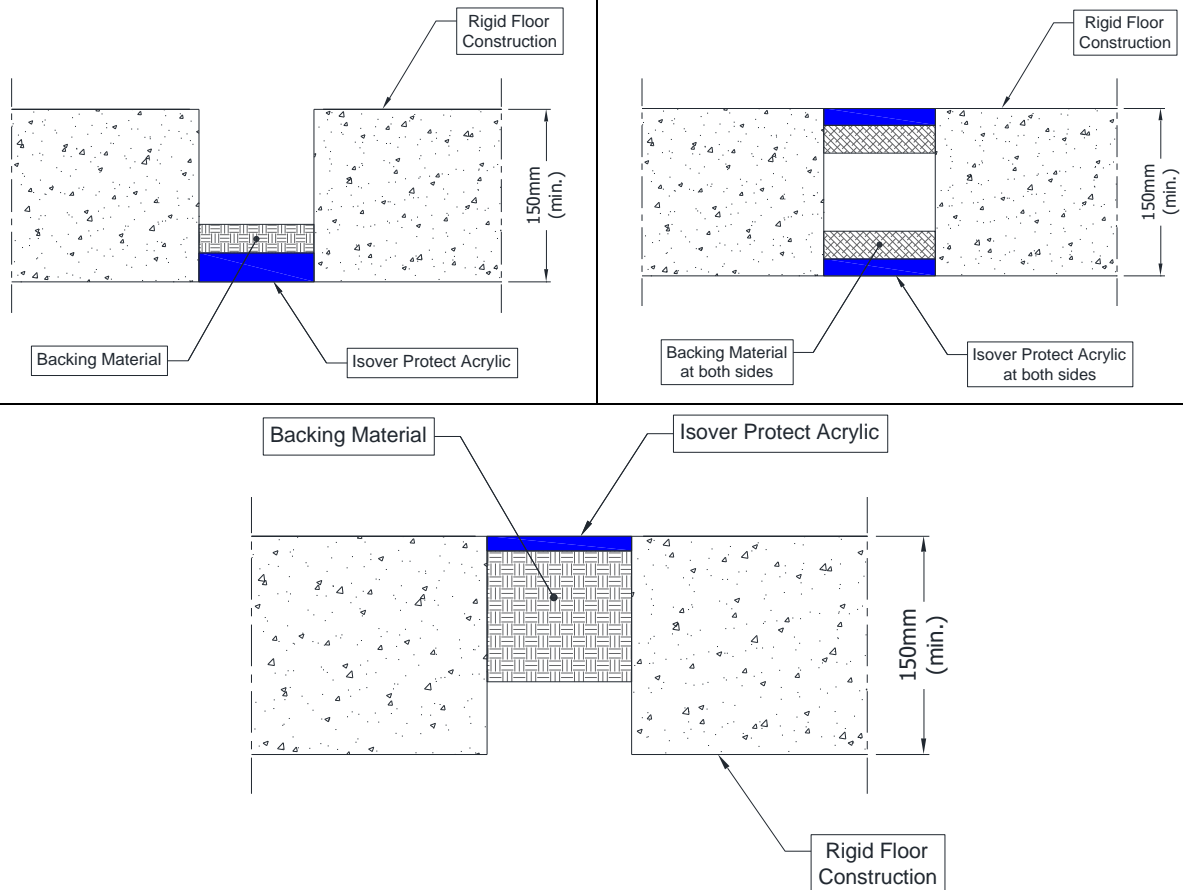 Rigid Floor
Construction
150mm
(min.)
Backing Material
Isover Protect Acrylic
Rigid Floor
Construction
150mm
(min.)
Backing Material
at both sides
Isover Protect Acrylic
at both sides
Backing Material
Isover Protect Acrylic
150mm
(min.)
Rigid Floor
Construction